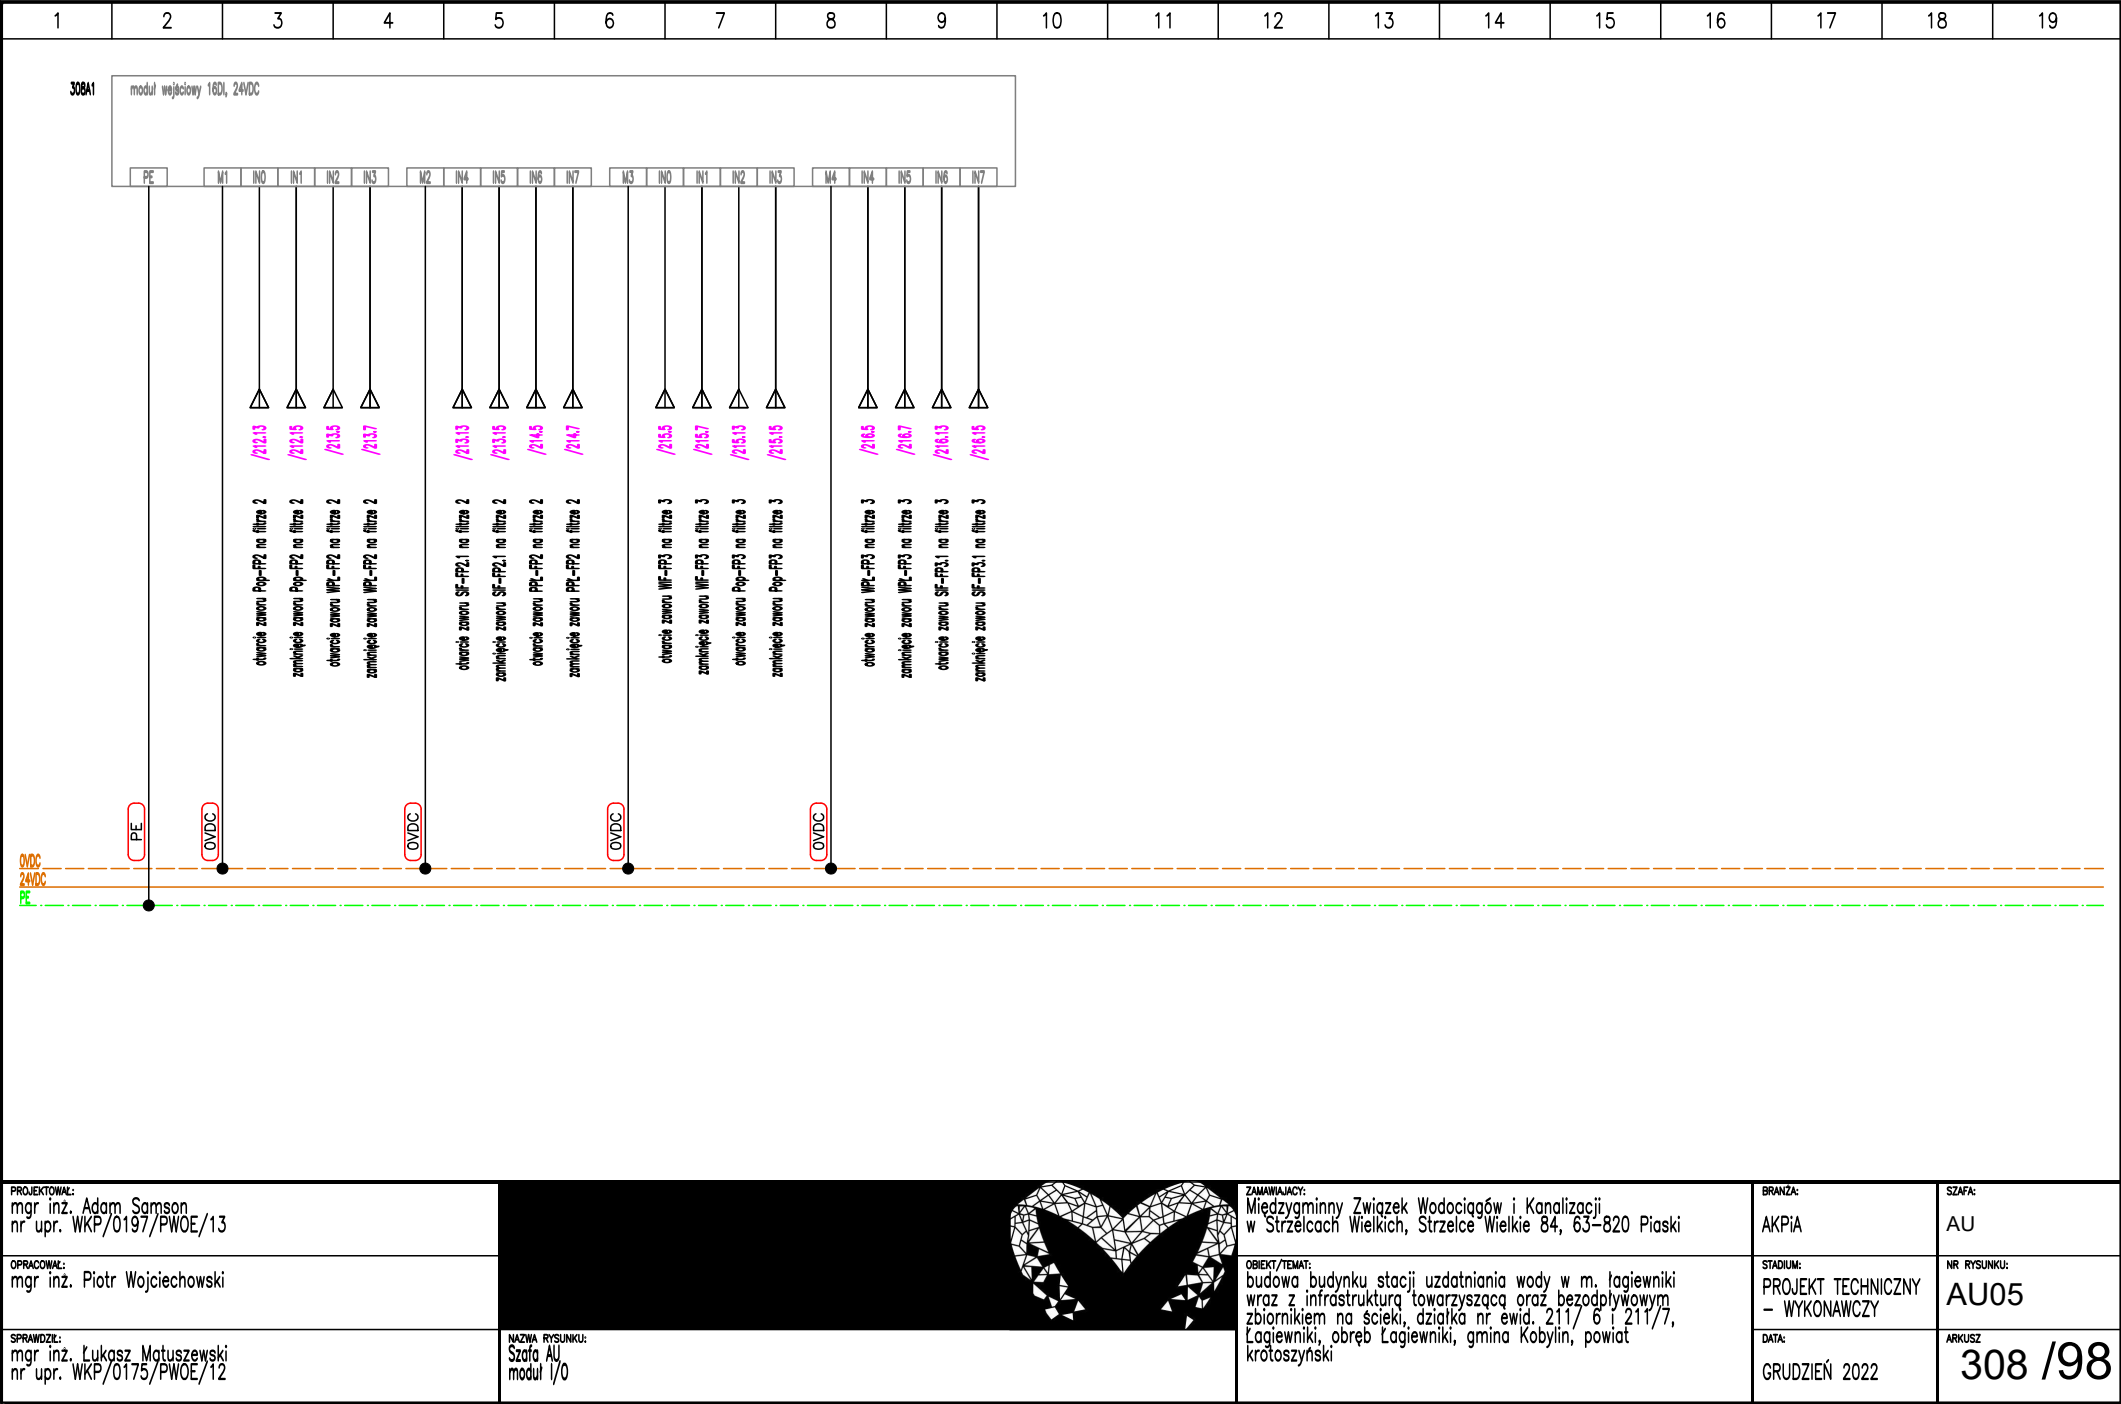 1 2 3 4 5 6 7 8 9 10 11 12 13 14 15 16 17 18 19
308A1
moduł wejściowy 16DI, 24VDC
PE M1 IN0 IN1 IN2 IN3 M2 IN4 IN5 IN6 IN7 M3 IN0 IN1 IN2 IN3 M4 IN4 IN5 IN6 IN7
/212.13
/212.15
/213.5
/213.7
/213.13
/213.15
/214.5
/214.7
/215.5
/215.7
/215.13
/215.15
/216.5
/216.7
/216.13
/216.15
otwarcie zaworu Pop-FP2 na filtrze 2
zamknięcie zaworu Pop-FP2 na filtrze 2
otwarcie zaworu WPŁ-FP2 na filtrze 2
zamknięcie zaworu WPŁ-FP2 na filtrze 2
otwarcie zaworu SIF-FP2.1 na filtrze 2
zamknięcie zaworu SIF-FP2.1 na filtrze 2
otwarcie zaworu PPŁ-FP2 na filtrze 2
zamknięcie zaworu PPŁ-FP2 na filtrze 2
otwarcie zaworu WIF-FP3 na filtrze 3
zamknięcie zaworu WIF-FP3 na filtrze 3
otwarcie zaworu Pop-FP3 na filtrze 3
zamknięcie zaworu Pop-FP3 na filtrze 3
otwarcie zaworu WPŁ-FP3 na filtrze 3
zamknięcie zaworu WPŁ-FP3 na filtrze 3
otwarcie zaworu SIF-FP3.1 na filtrze 3
zamknięcie zaworu SIF-FP3.1 na filtrze 3
PE
0VDC
0VDC
0VDC
0VDC
0VDC
24VDC
PE
PROJEKTOWAŁ:
mgr inż. Adam Samson
nr upr. WKP/0197/PWOE/13
OPRACOWAŁ:
mgr inż. Piotr Wojciechowski
SPRAWDZIŁ:
mgr inż. Łukasz Matuszewski
nr upr. WKP/0175/PWOE/12
NAZWA RYSUNKU:
Szafa AU
moduł I/O
ZAMAWIAJACY:
Międzygminny Związek Wodociągów i Kanalizacji
w Strzelcach Wielkich, Strzelce Wielkie 84, 63-820 Piaski
OBIEKT/TEMAT:
budowa budynku stacji uzdatniania wody w m. łagiewniki
wraz z infrastrukturą towarzyszącą oraz bezodpływowym
zbiornikiem na ścieki, działka nr ewid. 211/ 6 i 211/7,
Łagiewniki, obręb Łagiewniki, gmina Kobylin, powiat
krotoszyński
BRANŻA:
AKPiA
STADIUM:
PROJEKT TECHNICZNY
- WYKONAWCZY
DATA:
GRUDZIEŃ 2022
SZAFA:
AU
NR RYSUNKU:
AU05
ARKUSZ
308 /98